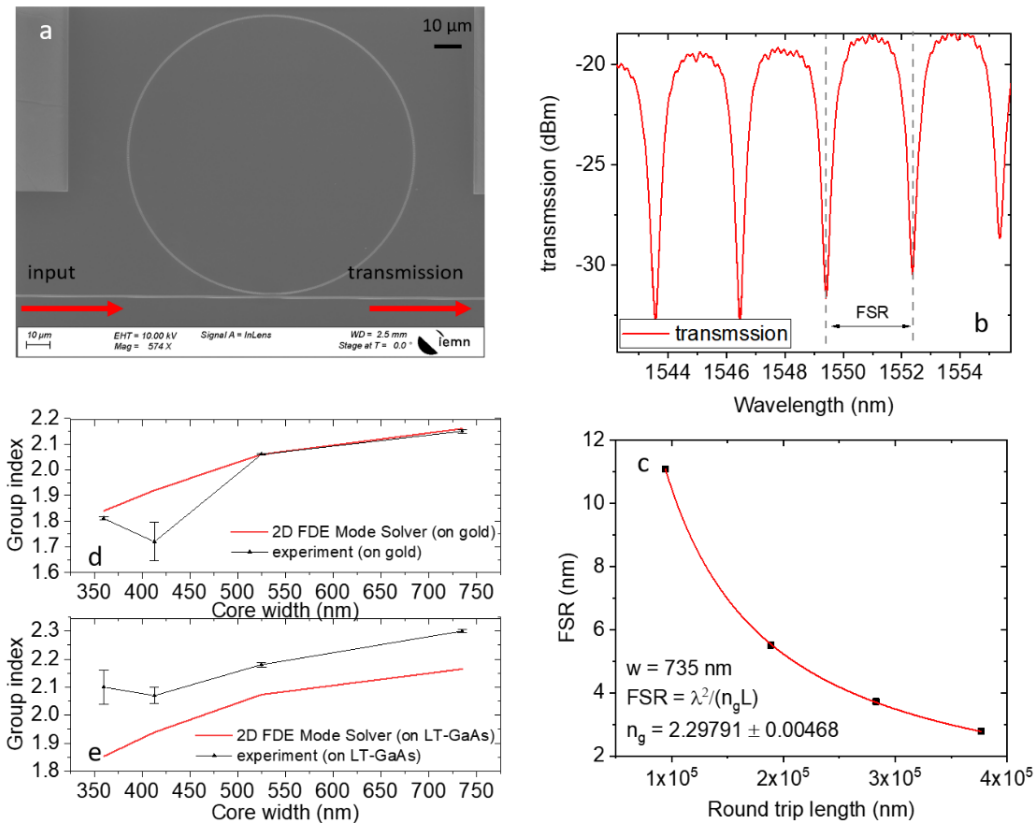 a
10 µm
input
transmission
10 µm
EHT = 10.00 kV
Signal A = InLens
WD = 2.5 mm
Mag = 574 X
Stage at T = 0.0 °
iemn
transmssion (dBm)
-20
-25
-30
FSR
b
transmssion
1544 1546 1548 1550 1552 1554
Wavelength (nm)
Group index
2.2
2.1
2.0
1.9
1.8
1.7
1.6
d
2D FDE Mode Solver (on gold)
experiment (on gold)
350 400 450 500 550 600 650 700 750
Core width (nm)
Group index
2.3
2.2
2.1
2.0
1.9
1.8
e
2D FDE Mode Solver (on LT-GaAs)
experiment (on LT-GaAs)
350 400 450 500 550 600 650 700 750
Core width (nm)
FSR (nm)
12
10
8
6
4
2
c
w = 735 nm
FSR = λ²/(n_gL)
n_g = 2.29791 ± 0.00468
1x10⁵ 2x10⁵ 3x10⁵ 4x10⁵
Round trip length (nm)